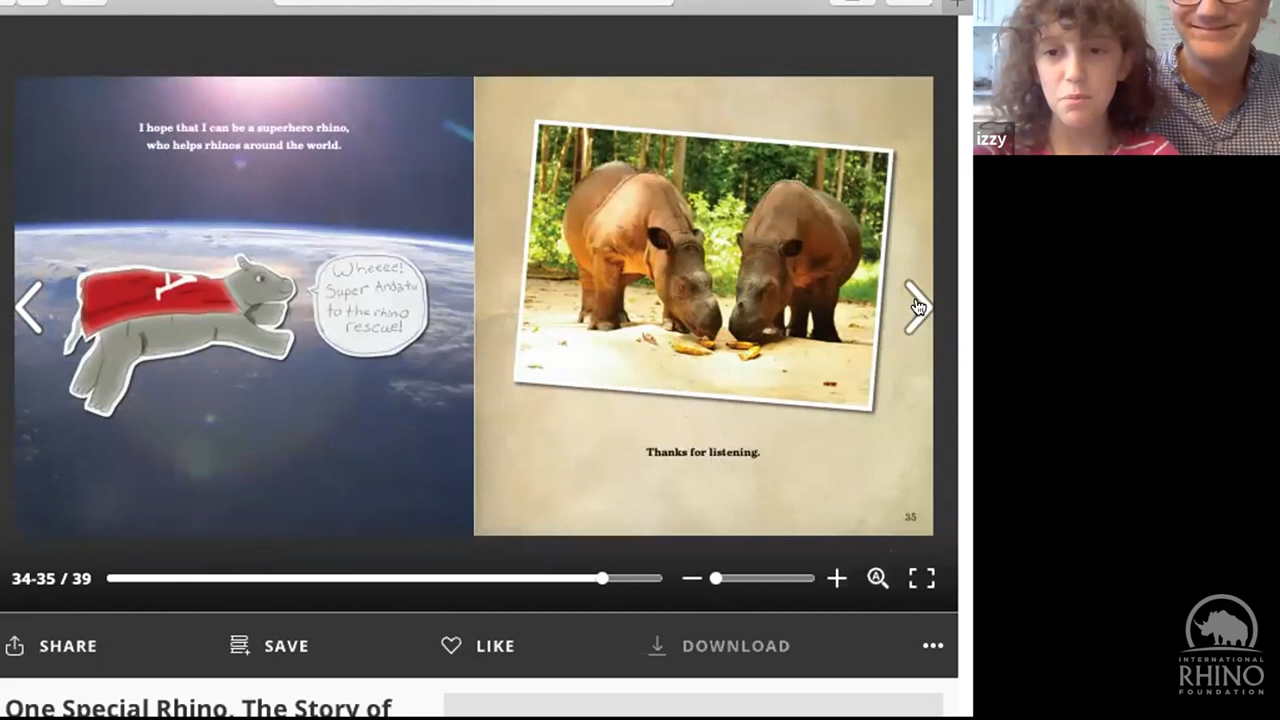 I hope that I can be a superhero rhino,
who helps rhinos around the world.
Wheeee!
Super Andatu
to the rhino
rescue!
Thanks for listening.
35
izzy
34-35 / 39
SHARE
SAVE
LIKE
DOWNLOAD
One Special Rhino, The Story of
INTERNATIONAL
RHINO
FOUNDATION